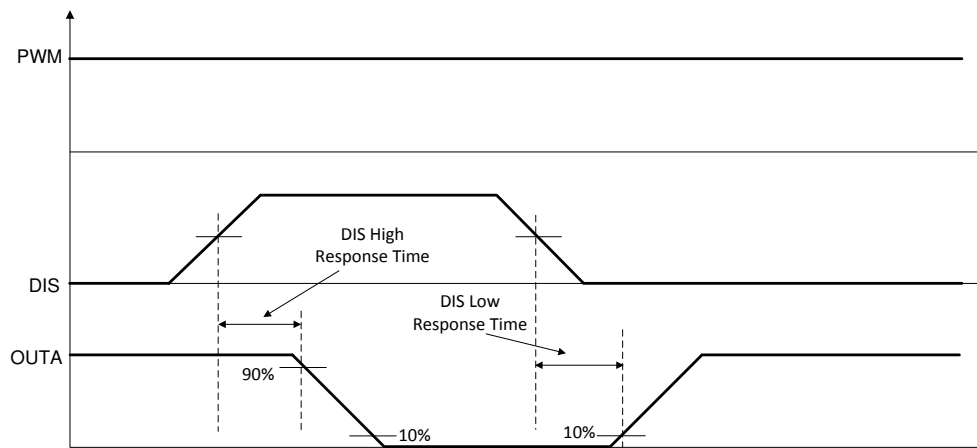 PWM
DIS High
Response Time
DIS
DIS Low
Response Time
OUTA
90%
10%
10%